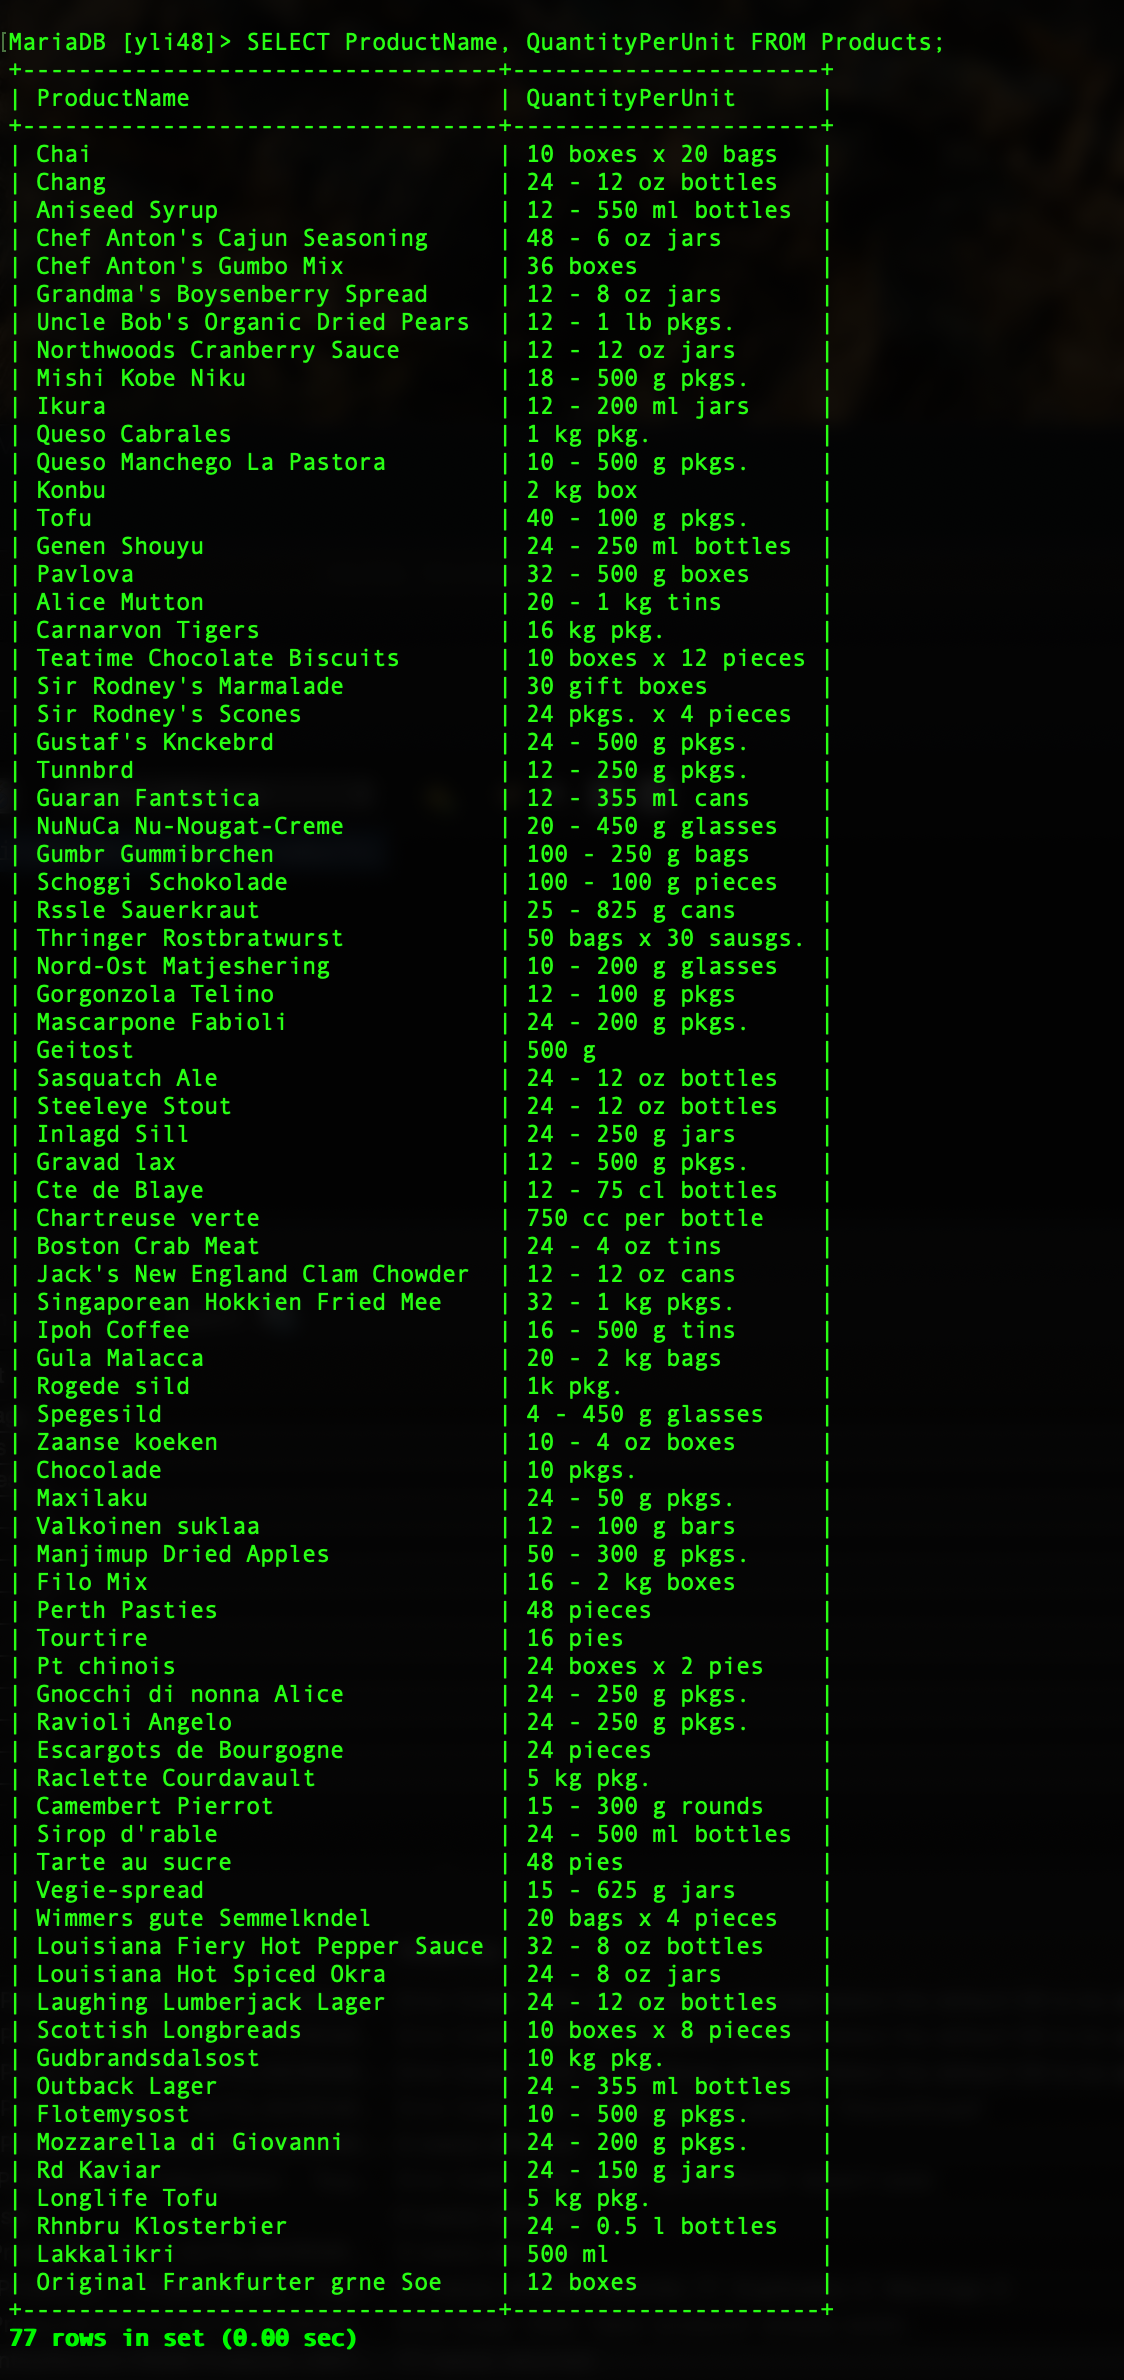 [MariaDB [yli48]> SELECT ProductName, QuantityPerUnit FROM Products;
+----------------------------------+----------------------+
| ProductName                      | QuantityPerUnit      |
+----------------------------------+----------------------+
| Chai                             | 10 boxes x 20 bags   |
| Chang                            | 24 - 12 oz bottles   |
| Aniseed Syrup                    | 12 - 550 ml bottles  |
| Chef Anton's Cajun Seasoning     | 48 - 6 oz jars       |
| Chef Anton's Gumbo Mix           | 36 boxes             |
| Grandma's Boysenberry Spread     | 12 - 8 oz jars       |
| Uncle Bob's Organic Dried Pears  | 12 - 1 lb pkgs.      |
| Northwoods Cranberry Sauce       | 12 - 12 oz jars      |
| Mishi Kobe Niku                  | 18 - 500 g pkgs.     |
| Ikura                            | 12 - 200 ml jars     |
| Queso Cabrales                   | 1 kg pkg.            |
| Queso Manchego La Pastora        | 10 - 500 g pkgs.     |
| Konbu                            | 2 kg box             |
| Tofu                             | 40 - 100 g pkgs.     |
| Genen Shouyu                     | 24 - 250 ml bottles  |
| Pavlova                          | 32 - 500 g boxes     |
| Alice Mutton                     | 20 - 1 kg tins       |
| Carnarvon Tigers                 | 16 kg pkg.           |
| Teatime Chocolate Biscuits       | 10 boxes x 12 pieces |
| Sir Rodney's Marmalade           | 30 gift boxes        |
| Sir Rodney's Scones              | 24 pkgs. x 4 pieces  |
| Gustaf's Knckebrd                | 24 - 500 g pkgs.     |
| Tunnbrd                          | 12 - 250 g pkgs.     |
| Guaran Fantstica                 | 12 - 355 ml cans     |
| NuNuCa Nu-Nougat-Creme           | 20 - 450 g glasses   |
| Gumbr Gummibrchen                | 100 - 250 g bags     |
| Schoggi Schokolade               | 100 - 100 g pieces   |
| Rssle Sauerkraut                 | 25 - 825 g cans      |
| Thringer Rostbratwurst           | 50 bags x 30 sausgs. |
| Nord-Ost Matjeshering            | 10 - 200 g glasses   |
| Gorgonzola Telino                | 12 - 100 g pkgs      |
| Mascarpone Fabioli               | 24 - 200 g pkgs.     |
| Geitost                          | 500 g                |
| Sasquatch Ale                    | 24 - 12 oz bottles   |
| Steeleye Stout                   | 24 - 12 oz bottles   |
| Inlagd Sill                      | 24 - 250 g jars      |
| Gravad lax                       | 12 - 500 g pkgs.     |
| Cte de Blaye                     | 12 - 75 cl bottles   |
| Chartreuse verte                 | 750 cc per bottle    |
| Boston Crab Meat                 | 24 - 4 oz tins       |
| Jack's New England Clam Chowder  | 12 - 12 oz cans      |
| Singaporean Hokkien Fried Mee    | 32 - 1 kg pkgs.      |
| Ipoh Coffee                      | 16 - 500 g tins      |
| Gula Malacca                     | 20 - 2 kg bags       |
| Rogede sild                      | 1k pkg.              |
| Spegesild                        | 4 - 450 g glasses    |
| Zaanse koeken                    | 10 - 4 oz boxes      |
| Chocolade                        | 10 pkgs.             |
| Maxilaku                         | 24 - 50 g pkgs.      |
| Valkoinen suklaa                 | 12 - 100 g bars      |
| Manjimup Dried Apples            | 50 - 300 g pkgs.     |
| Filo Mix                         | 16 - 2 kg boxes      |
| Perth Pasties                    | 48 pieces            |
| Tourtire                         | 16 pies              |
| Pt chinois                       | 24 boxes x 2 pies    |
| Gnocchi di nonna Alice           | 24 - 250 g pkgs.     |
| Ravioli Angelo                   | 24 - 250 g pkgs.     |
| Escargots de Bourgogne           | 24 pieces            |
| Raclette Courdavault             | 5 kg pkg.            |
| Camembert Pierrot                | 15 - 300 g rounds    |
| Sirop d'rable                    | 24 - 500 ml bottles  |
| Tarte au sucre                   | 48 pies              |
| Vegie-spread                     | 15 - 625 g jars      |
| Wimmers gute Semmelkndel         | 20 bags x 4 pieces   |
| Louisiana Fiery Hot Pepper Sauce | 32 - 8 oz bottles    |
| Louisiana Hot Spiced Okra        | 24 - 8 oz jars       |
| Laughing Lumberjack Lager        | 24 - 12 oz bottles   |
| Scottish Longbreads              | 10 boxes x 8 pieces  |
| Gudbrandsdalsost                 | 10 kg pkg.           |
| Outback Lager                    | 24 - 355 ml bottles  |
| Flotemysost                      | 10 - 500 g pkgs.     |
| Mozzarella di Giovanni           | 24 - 200 g pkgs.     |
| Rd Kaviar                        | 24 - 150 g jars      |
| Longlife Tofu                    | 5 kg pkg.            |
| Rhnbru Klosterbier               | 24 - 0.5 l bottles   |
| Lakkalikri                       | 500 ml               |
| Original Frankfurter grne Soe    | 12 boxes             |
+----------------------------------+----------------------+
77 rows in set (0.00 sec)